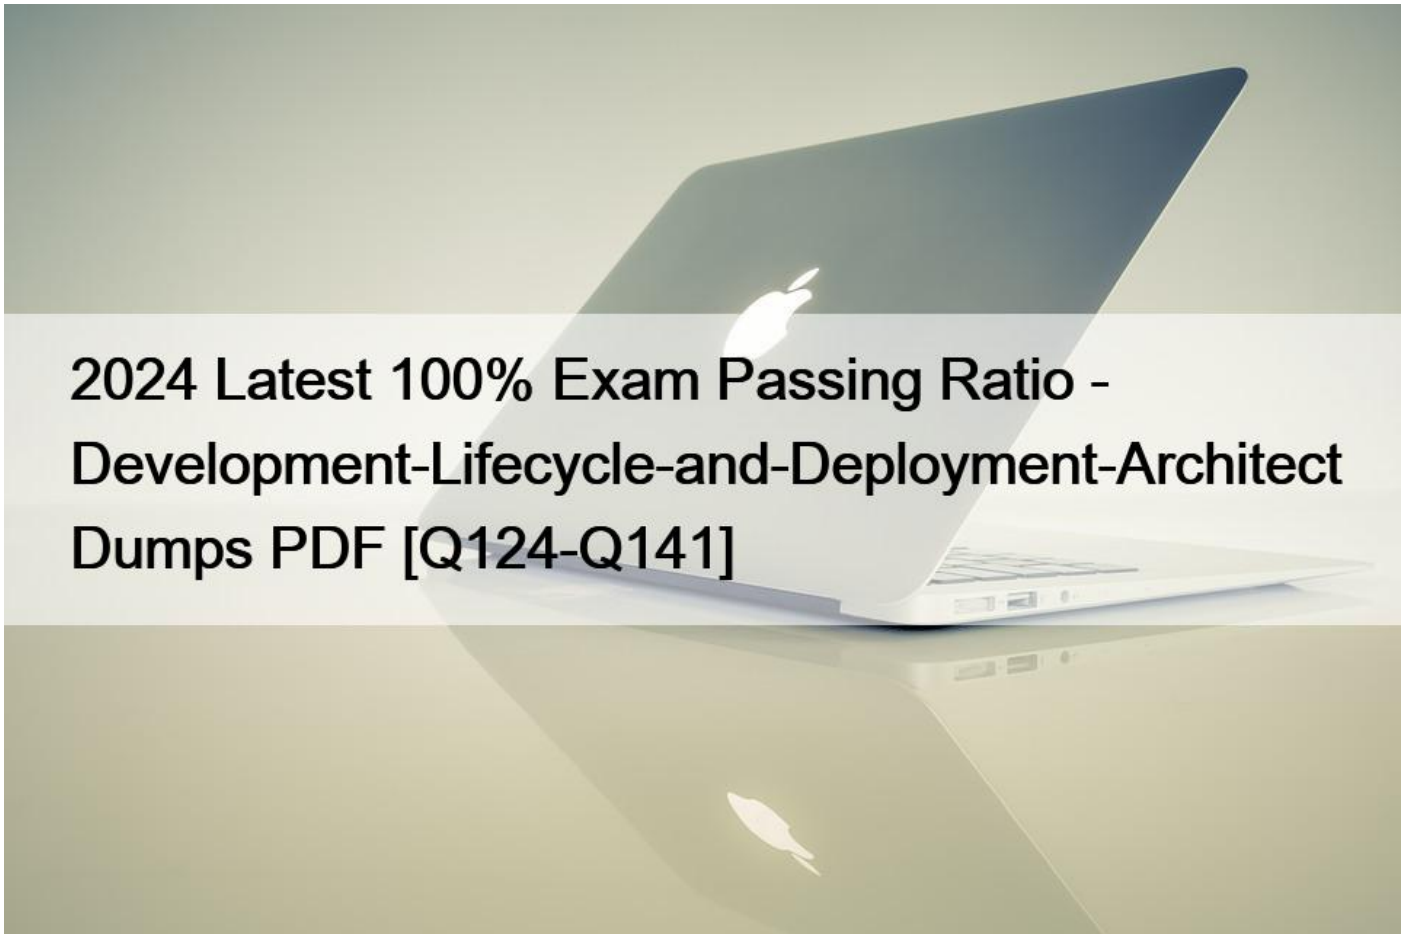 2024 Latest 100% Exam Passing Ratio -
Development-Lifecycle-and-Deployment-Architect
Dumps PDF [Q124-Q141]